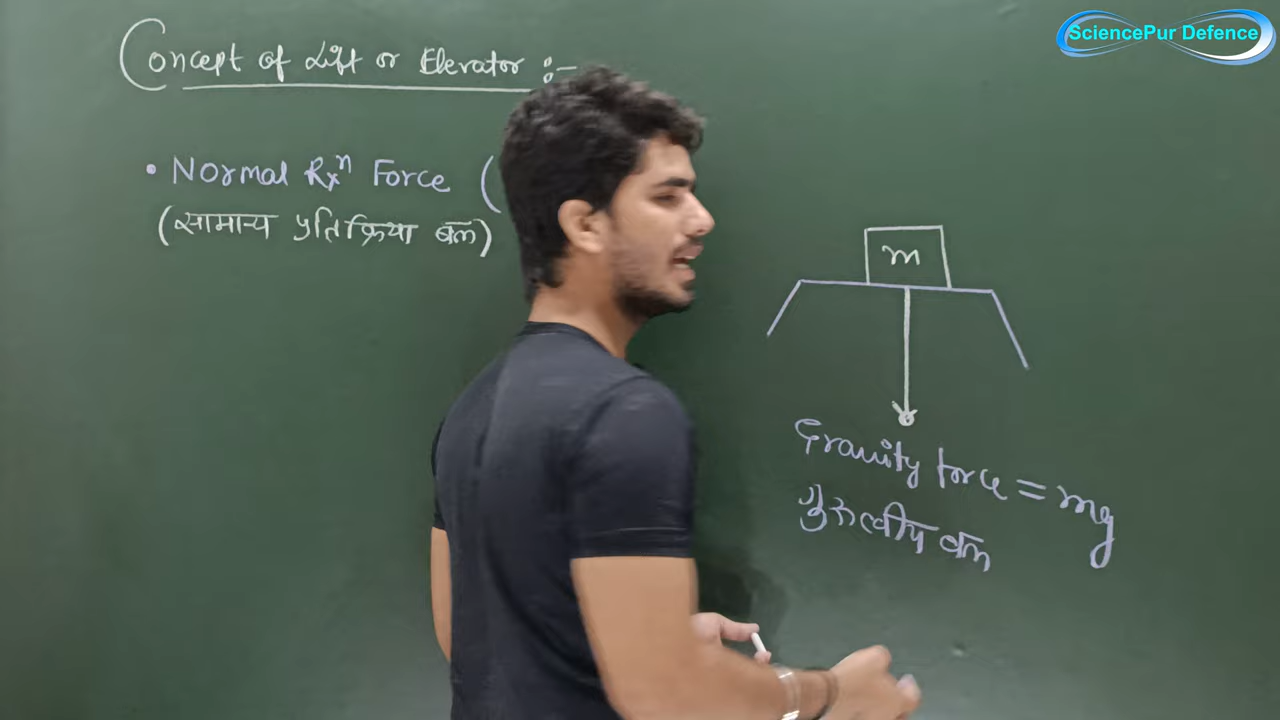 SciencePur Defence
Concept of Lift or Elevator :-
• Normal Rxⁿ Force (
(सामान्य प्रतिक्रिया बल)
m
Gravity force = mg
गुरुत्वीय बल